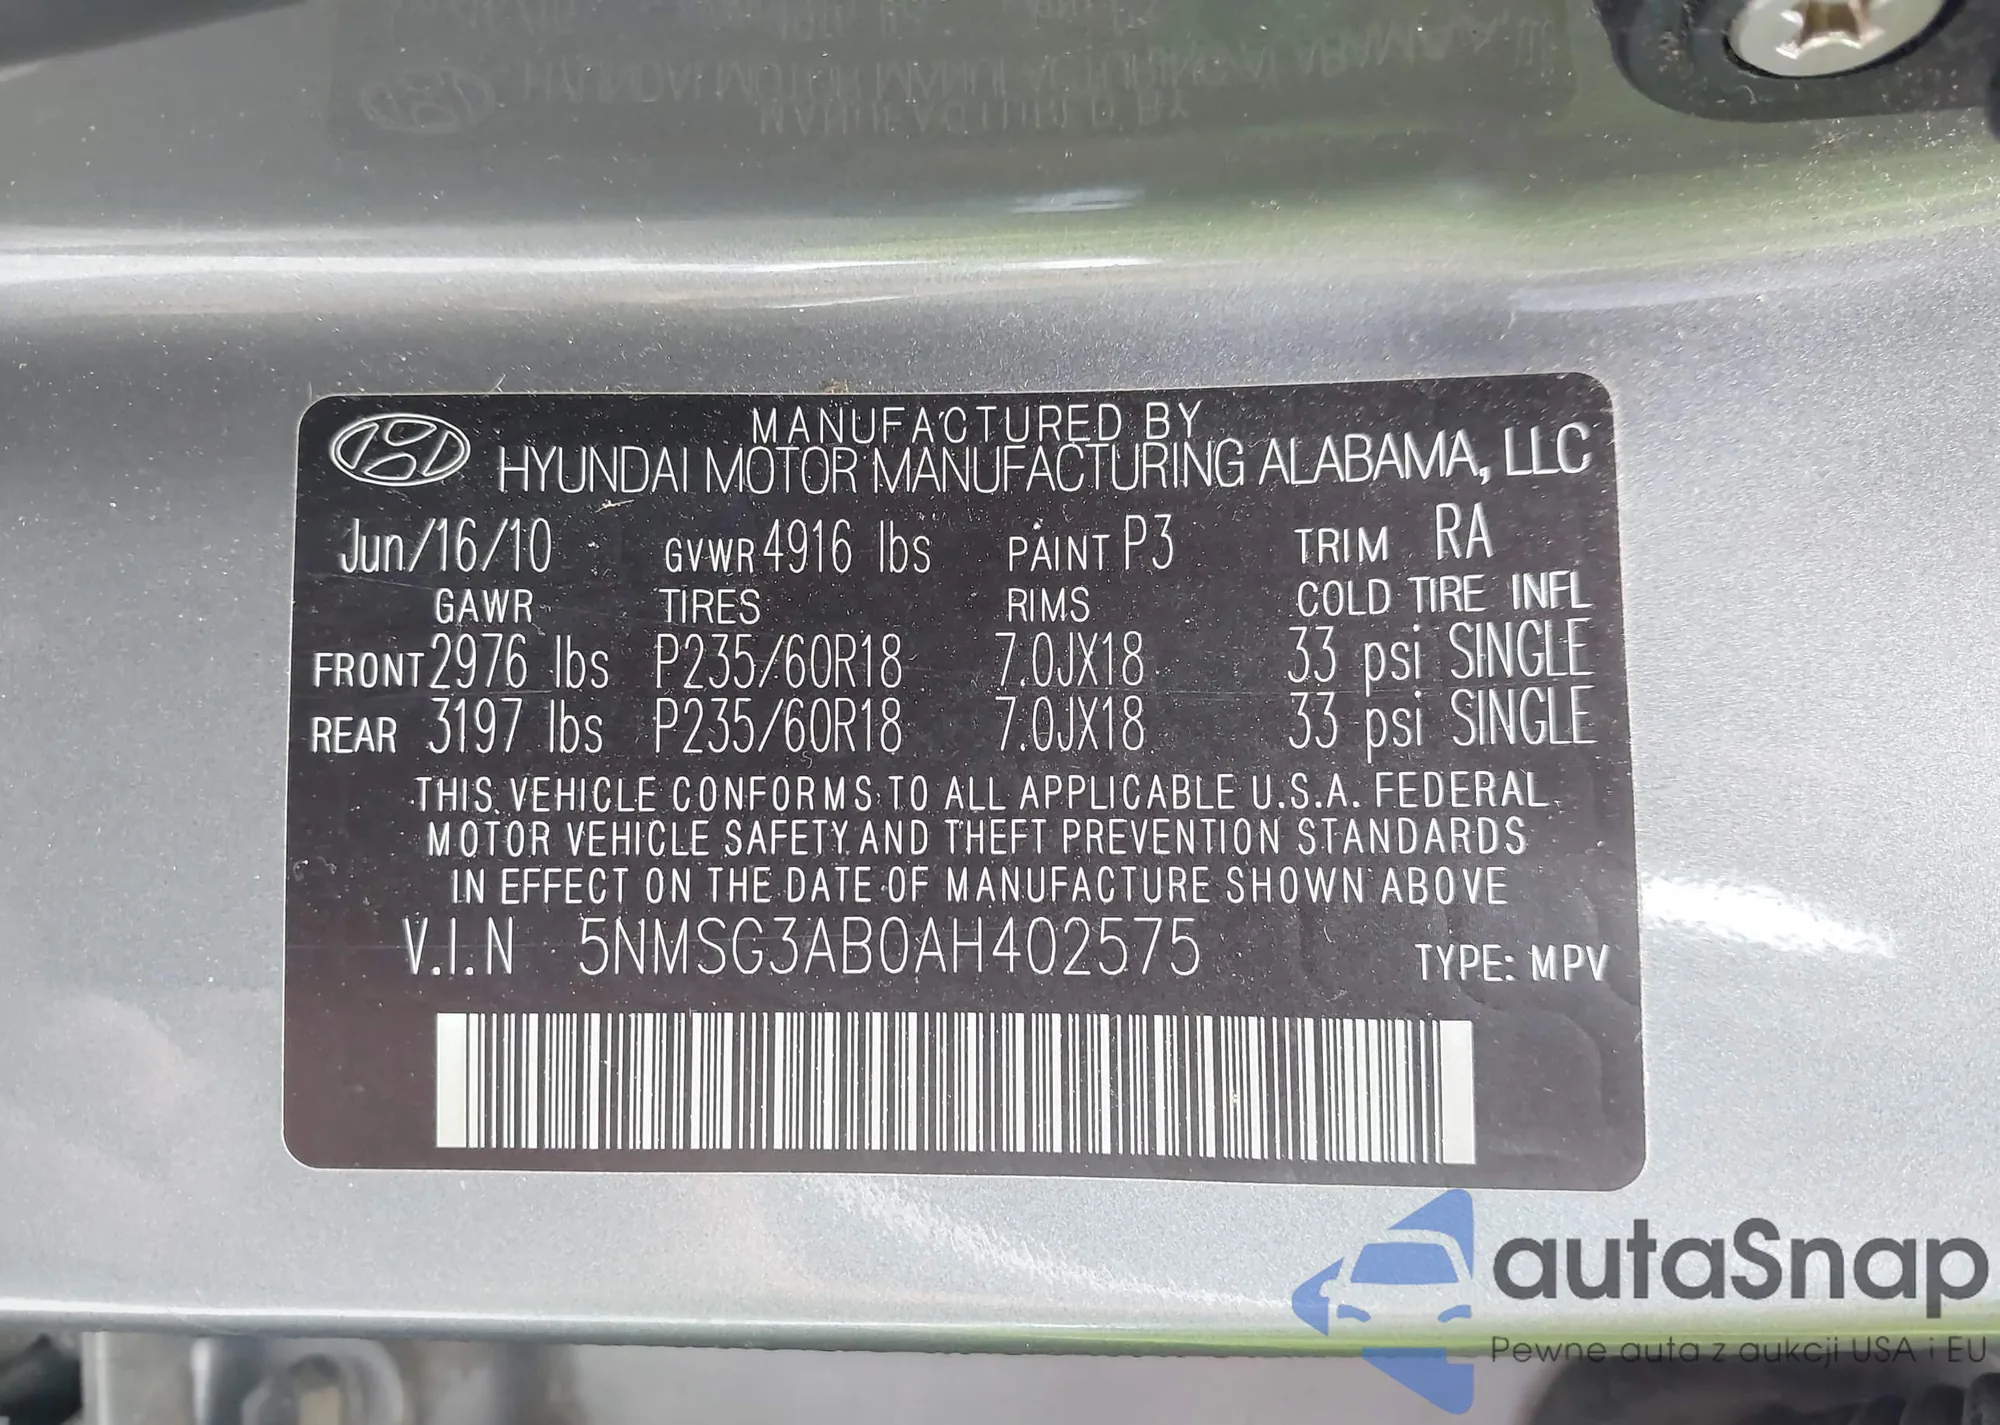 MANUFACTURED BY
HYUNDAI MOTOR MANUFACTURING ALABAMA, LLC
Jun/16/10 GVWR 4916 lbs PAINT P3 TRIM RA
GAWR TIRES RIMS COLD TIRE INFL
FRONT 2976 lbs P235/60R18 7.0JX18 33 psi SINGLE
REAR 3197 lbs P235/60R18 7.0JX18 33 psi SINGLE
THIS VEHICLE CONFORMS TO ALL APPLICABLE U.S.A. FEDERAL
MOTOR VEHICLE SAFETY AND THEFT PREVENTION STANDARDS
IN EFFECT ON THE DATE OF MANUFACTURE SHOWN ABOVE
V.I.N 5NMSG3AB0AH402575 TYPE: MPV
autaSnap
Pewne auta z aukcji USA i EU